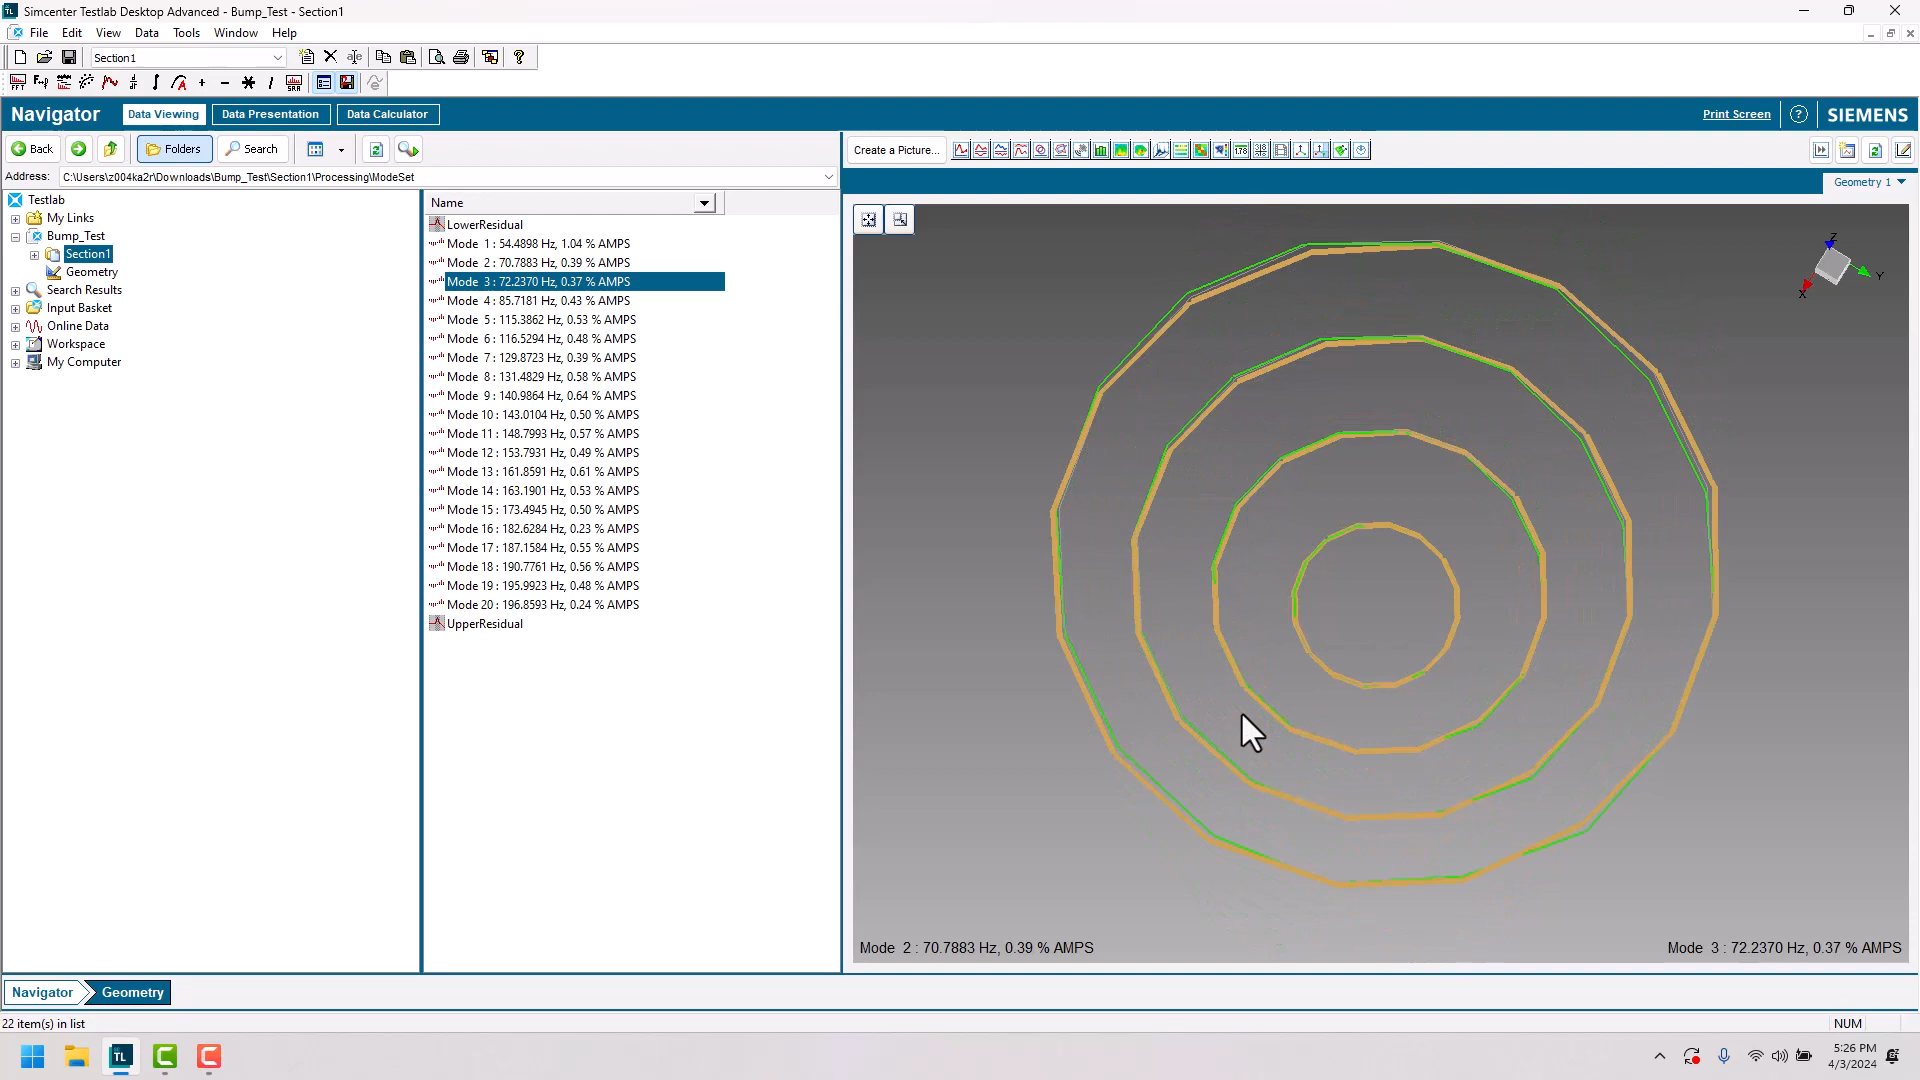 Simcenter Testlab Desktop Advanced - Bump_Test - Section1
File Edit View Data Tools Window Help
Section1
Navigator Data Viewing Data Presentation Data Calculator Print Screen SIEMENS
Back Folders Search Create a Picture...
Address: C:\Users\z004ka2r\Downloads\Bump_Test\Section1\Processing\ModeSet
Geometry 1
Testlab
My Links
Bump_Test
Section1
Geometry
Search Results
Input Basket
Online Data
Workspace
My Computer
Name
LowerResidual
Mode 1 : 54.4898 Hz, 1.04 % AMPS
Mode 2 : 70.7883 Hz, 0.39 % AMPS
Mode 3 : 72.2370 Hz, 0.37 % AMPS
Mode 4 : 85.7181 Hz, 0.43 % AMPS
Mode 5 : 115.3862 Hz, 0.53 % AMPS
Mode 6 : 116.5294 Hz, 0.48 % AMPS
Mode 7 : 129.8723 Hz, 0.39 % AMPS
Mode 8 : 131.4829 Hz, 0.58 % AMPS
Mode 9 : 140.9864 Hz, 0.64 % AMPS
Mode 10 : 143.0104 Hz, 0.50 % AMPS
Mode 11 : 148.7993 Hz, 0.57 % AMPS
Mode 12 : 153.7931 Hz, 0.49 % AMPS
Mode 13 : 161.8591 Hz, 0.61 % AMPS
Mode 14 : 163.1901 Hz, 0.53 % AMPS
Mode 15 : 173.4945 Hz, 0.50 % AMPS
Mode 16 : 182.6284 Hz, 0.23 % AMPS
Mode 17 : 187.1584 Hz, 0.55 % AMPS
Mode 18 : 190.7761 Hz, 0.56 % AMPS
Mode 19 : 195.9923 Hz, 0.48 % AMPS
Mode 20 : 196.8593 Hz, 0.24 % AMPS
UpperResidual
Z
Y
X
Mode 2 : 70.7883 Hz, 0.39 % AMPS
Mode 3 : 72.2370 Hz, 0.37 % AMPS
Navigator Geometry
22 item(s) in list
NUM
TL
5:26 PM
4/3/2024